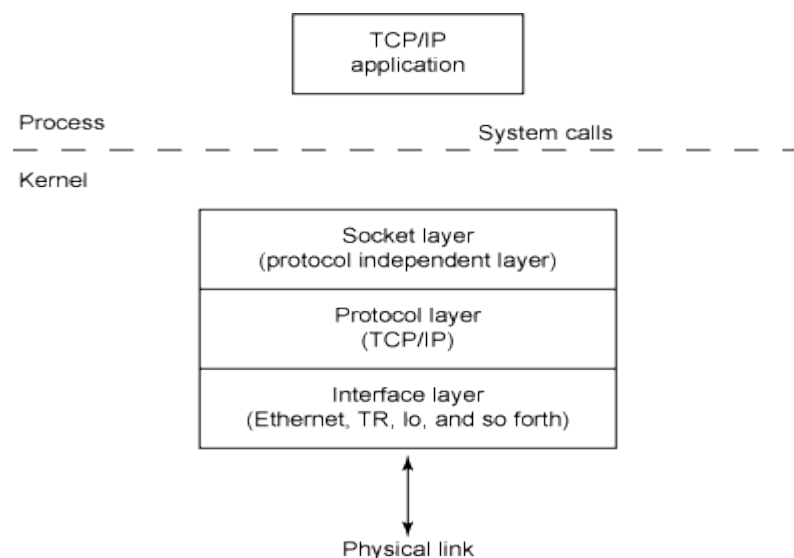 TCP/IP
application
Process
System calls
Kernel
Socket layer
(protocol independent layer)
Protocol layer
(TCP/IP)
Interface layer
(Ethernet, TR, lo, and so forth)
Physical link